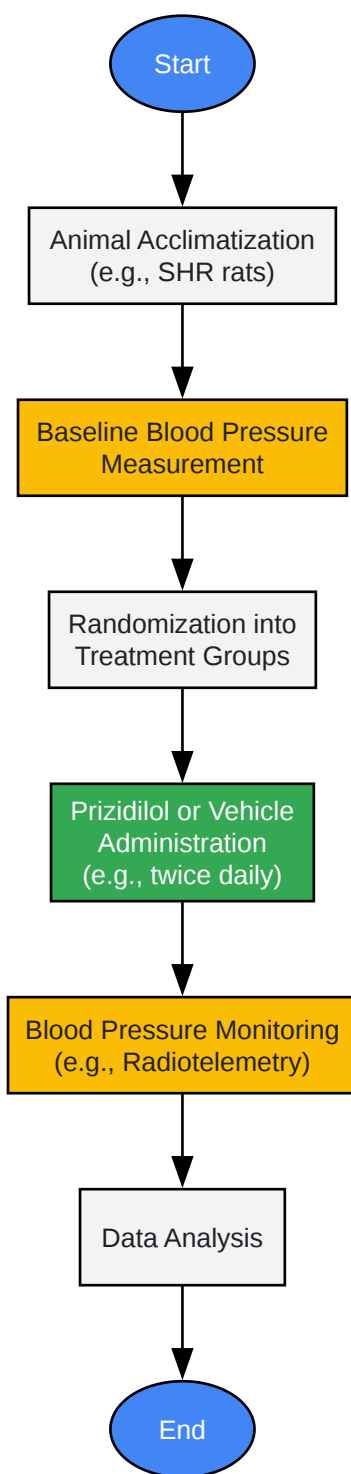 Start
Animal Acclimatization
(e.g., SHR rats)
Baseline Blood Pressure
Measurement
Randomization into
Treatment Groups
Prizidilol or Vehicle
Administration
(e.g., twice daily)
Blood Pressure Monitoring
(e.g., Radiotelemetry)
Data Analysis
End